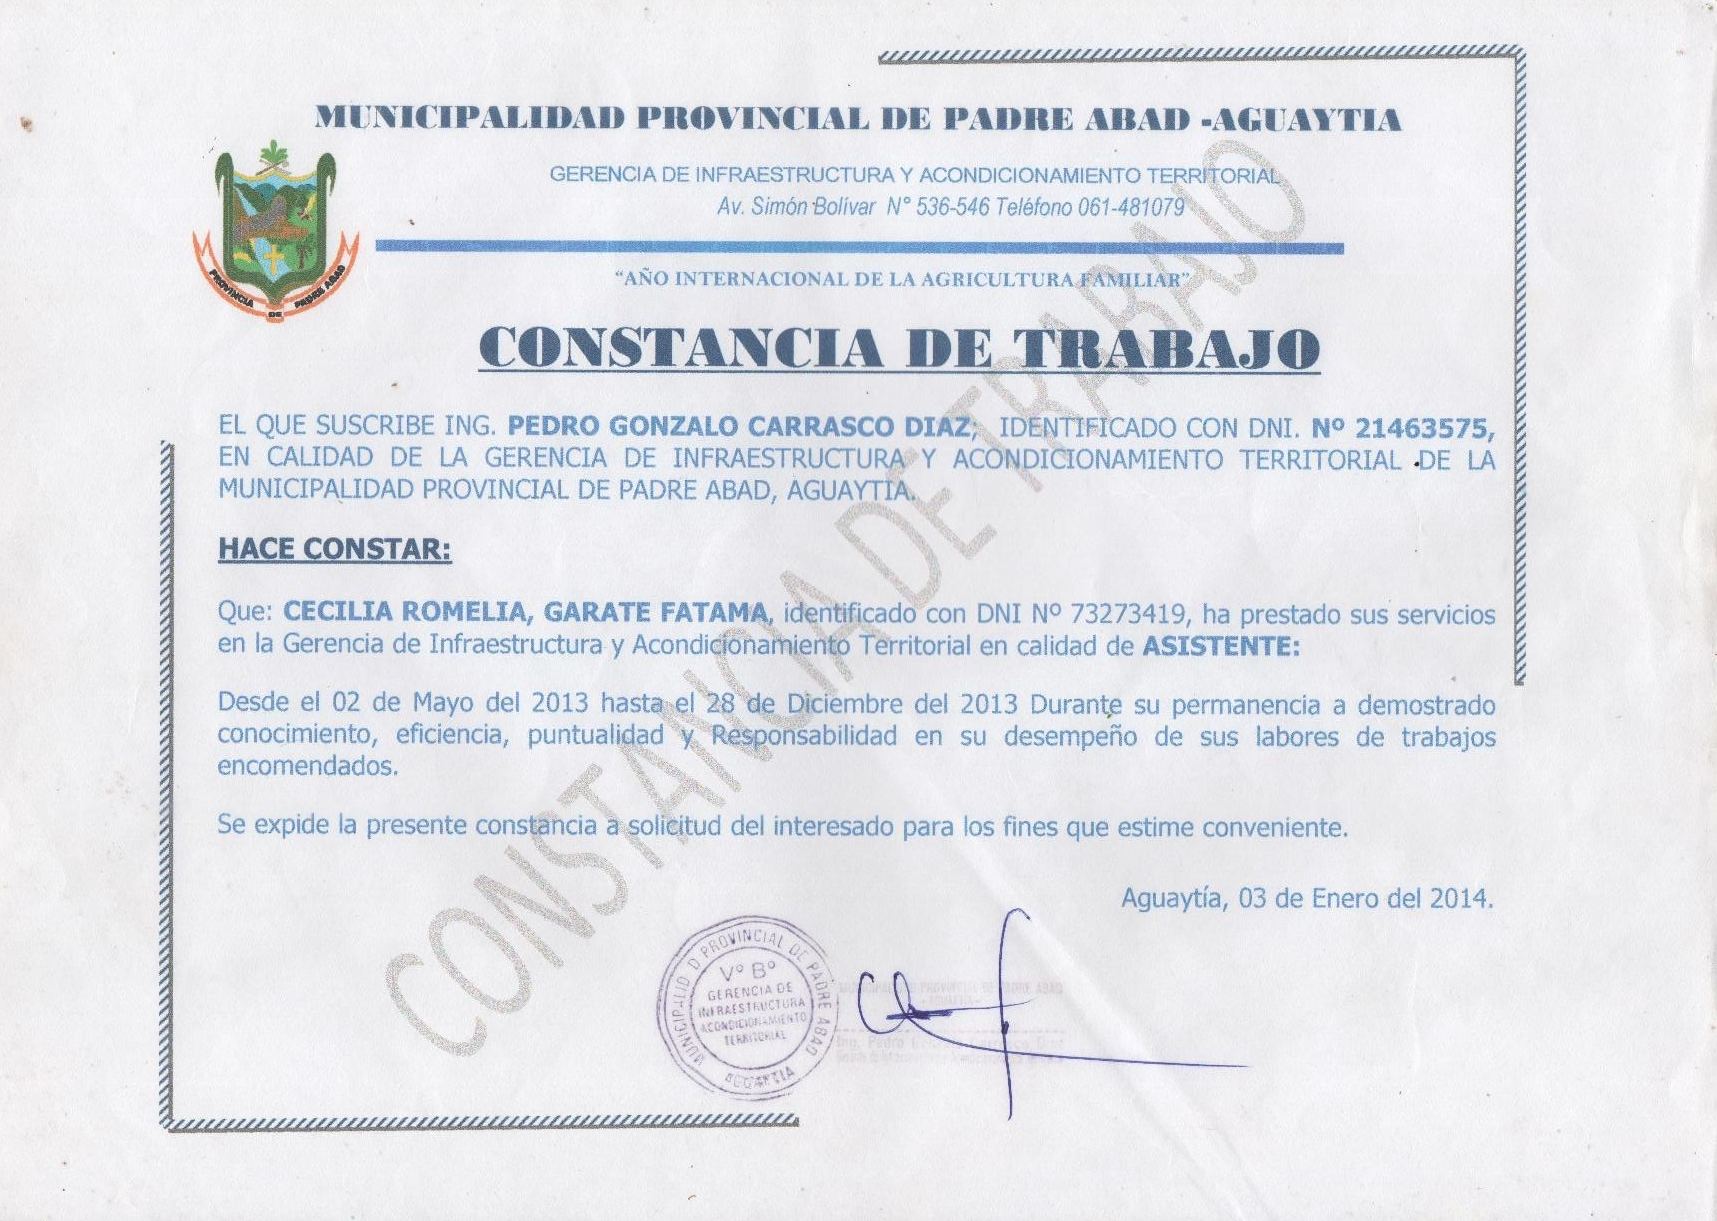 MUNICIPALIDAD PROVINCIAL DE PADRE ABAD -AGUAYTIA
GERENCIA DE INFRAESTRUCTURA Y ACONDICIONAMIENTO TERRITORIAL
Av. Simón Bolívar N° 536-546 Teléfono 061-481079
PROVINCIA DE PADRE ABAD
"AÑO INTERNACIONAL DE LA AGRICULTURA FAMILIAR"
CONSTANCIA DE TRABAJO
EL QUE SUSCRIBE ING. PEDRO GONZALO CARRASCO DIAZ; IDENTIFICADO CON DNI. Nº 21463575,
EN CALIDAD DE LA GERENCIA DE INFRAESTRUCTURA Y ACONDICIONAMIENTO TERRITORIAL DE LA
MUNICIPALIDAD PROVINCIAL DE PADRE ABAD, AGUAYTIA.
HACE CONSTAR:
Que: CECILIA ROMELIA, GARATE FATAMA, identificado con DNI Nº 73273419, ha prestado sus servicios
en la Gerencia de Infraestructura y Acondicionamiento Territorial en calidad de ASISTENTE:
Desde el 02 de Mayo del 2013 hasta el 28 de Diciembre del 2013 Durante su permanencia a demostrado
conocimiento, eficiencia, puntualidad y Responsabilidad en su desempeño de sus labores de trabajos
encomendados.
Se expide la presente constancia a solicitud del interesado para los fines que estime conveniente.
Aguaytía, 03 de Enero del 2014.
CONSTANCIA DE TRABAJO
MUNICIPALID D PROVINCIAL DE PADRE ABAD
Vº Bº
GERENCIA DE
INFRAESTRUCTURA
ACONDICIONAMIENTO
TERRITORIAL
AGUAYTIA
PROVINCIAL DE PADRE ABAD
Ing. Pedro